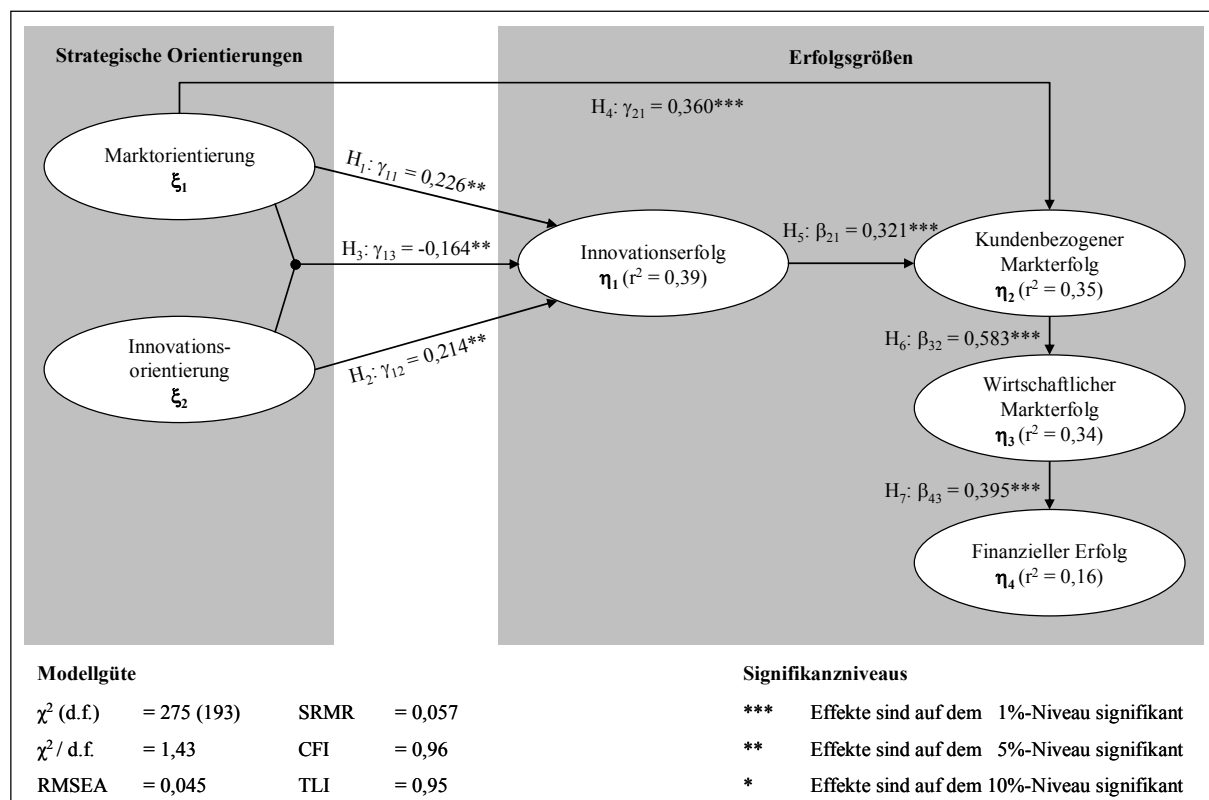 Strategische Orientierungen
Erfolgsgrößen
H₄: γ₂₁ = 0,360***
Marktorientierung
ξ₁
H₁: γ₁₁ = 0,226**
H₃: γ₁₃ = -0,164**
Innovationserfolg
η₁ (r² = 0,39)
H₅: β₂₁ = 0,321***
Kundenbezogener
Markterfolg
η₂ (r² = 0,35)
Innovations-
orientierung
ξ₂
H₂: γ₁₂ = 0,214**
H₆: β₃₂ = 0,583***
Wirtschaftlicher
Markterfolg
η₃ (r² = 0,34)
H₇: β₄₃ = 0,395***
Finanzieller Erfolg
η₄ (r² = 0,16)
Modellgüte
χ² (d.f.) = 275 (193) SRMR = 0,057
χ² / d.f. = 1,43 CFI = 0,96
RMSEA = 0,045 TLI = 0,95
Signifikanzniveaus
*** Effekte sind auf dem 1%-Niveau signifikant
** Effekte sind auf dem 5%-Niveau signifikant
* Effekte sind auf dem 10%-Niveau signifikant